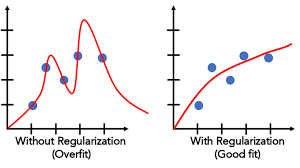 Without Regularization
(Overfit)
With Regularization
(Good fit)